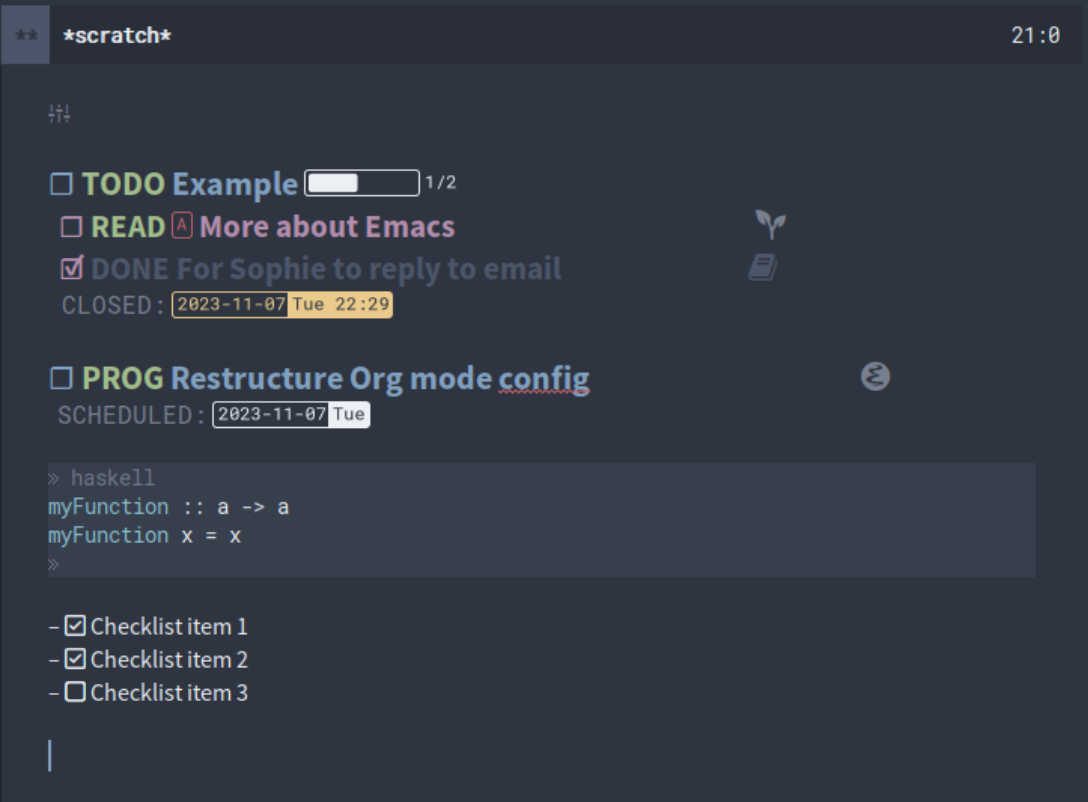 ** *scratch* 21:0
TODO Example 1/2
READ A More about Emacs
DONE For Sophie to reply to email
CLOSED: 2023-11-07 Tue 22:29
PROG Restructure Org mode config
SCHEDULED: 2023-11-07 Tue
» haskell
myFunction :: a -> a
myFunction x = x
»
– Checklist item 1
– Checklist item 2
– Checklist item 3